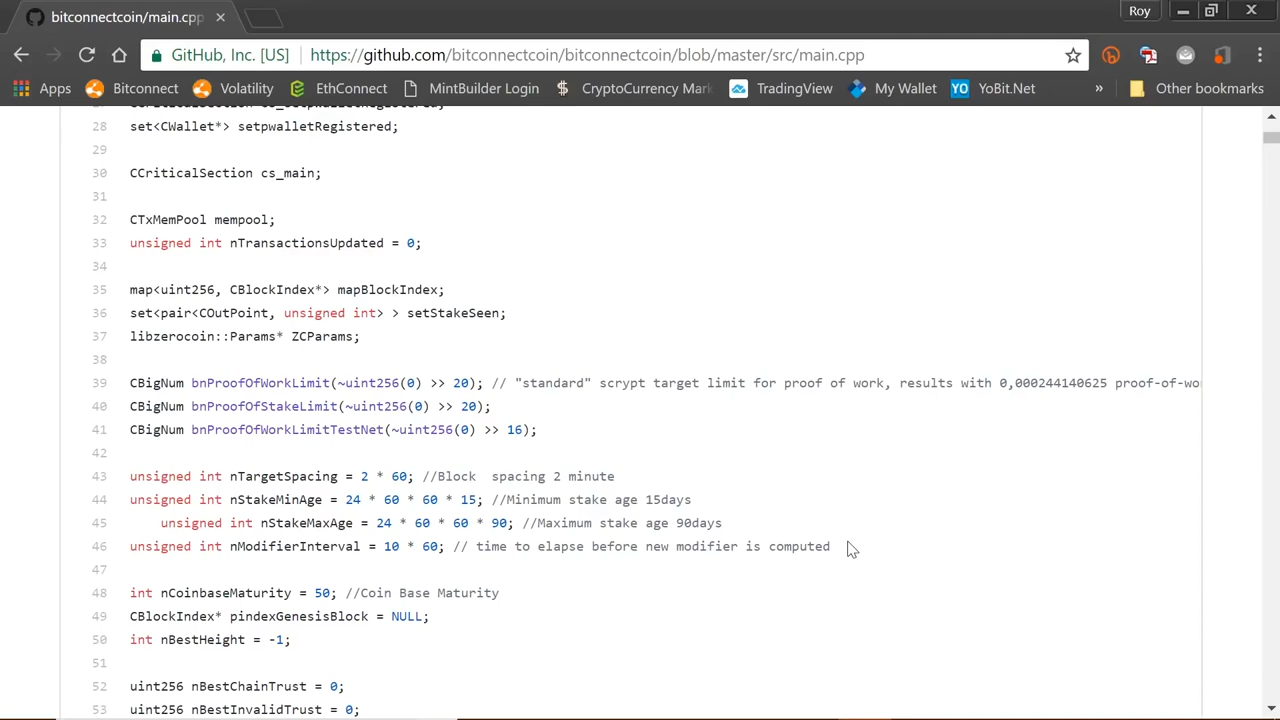 bitconnectcoin/main.cpp
Roy
GitHub, Inc. [US] https://github.com/bitconnectcoin/bitconnectcoin/blob/master/src/main.cpp
Apps Bitconnect Volatility EthConnect MintBuilder Login CryptoCurrency Mark TradingView My Wallet YO YoBit.Net » Other bookmarks
28 set<CWallet*> setpwalletRegistered;
29
30 CCriticalSection cs_main;
31
32 CTxMemPool mempool;
33 unsigned int nTransactionsUpdated = 0;
34
35 map<uint256, CBlockIndex*> mapBlockIndex;
36 set<pair<COutPoint, unsigned int> > setStakeSeen;
37 libzerocoin::Params* ZCParams;
38
39 CBigNum bnProofOfWorkLimit(~uint256(0) >> 20); // "standard" scrypt target limit for proof of work, results with 0,000244140625 proof-of-wo
40 CBigNum bnProofOfStakeLimit(~uint256(0) >> 20);
41 CBigNum bnProofOfWorkLimitTestNet(~uint256(0) >> 16);
42
43 unsigned int nTargetSpacing = 2 * 60; //Block  spacing 2 minute
44 unsigned int nStakeMinAge = 24 * 60 * 60 * 15; //Minimum stake age 15days
45 unsigned int nStakeMaxAge = 24 * 60 * 60 * 90; //Maximum stake age 90days
46 unsigned int nModifierInterval = 10 * 60; // time to elapse before new modifier is computed
47
48 int nCoinbaseMaturity = 50; //Coin Base Maturity
49 CBlockIndex* pindexGenesisBlock = NULL;
50 int nBestHeight = -1;
51
52 uint256 nBestChainTrust = 0;
53 uint256 nBestInvalidTrust = 0;